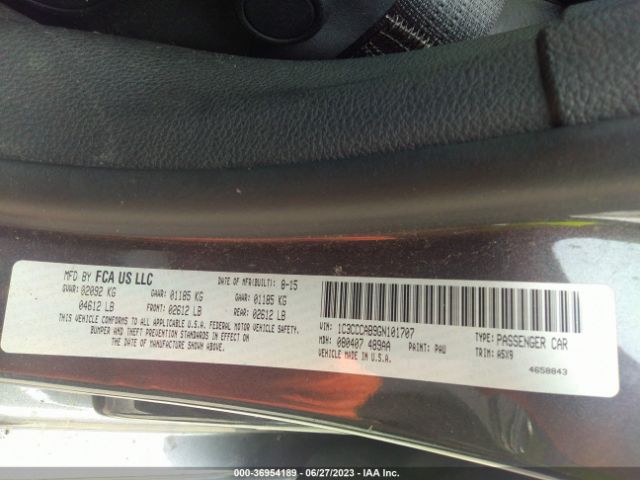 MFD BY FCA US LLC DATE OF MFR(BUILT): 8-15
GVWR: 02092 KG GAWR: 01185 KG GAWR: 01185 KG
04612 LB FRONT: 02612 LB REAR: 02612 LB
THIS VEHICLE CONFORMS TO ALL APPLICABLE U.S. FEDERAL MOTOR VEHICLE SAFETY,
BUMPER AND THEFT PREVENTION STANDARDS IN EFFECT ON
THE DATE OF MANUFACTURE SHOWN ABOVE.
VIN: 1C3CCCAB9GN101707 TYPE: PASSENGER CAR
MDH: 080407 489AA PAINT: PAU TRIM: A5X9
VEHICLE MADE IN U.S.A.
4658843
000-36954189 - 06/27/2023 - IAA Inc.